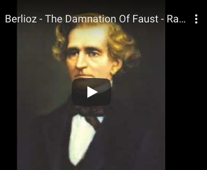 Berlioz - The Damnation Of Faust - Ra...